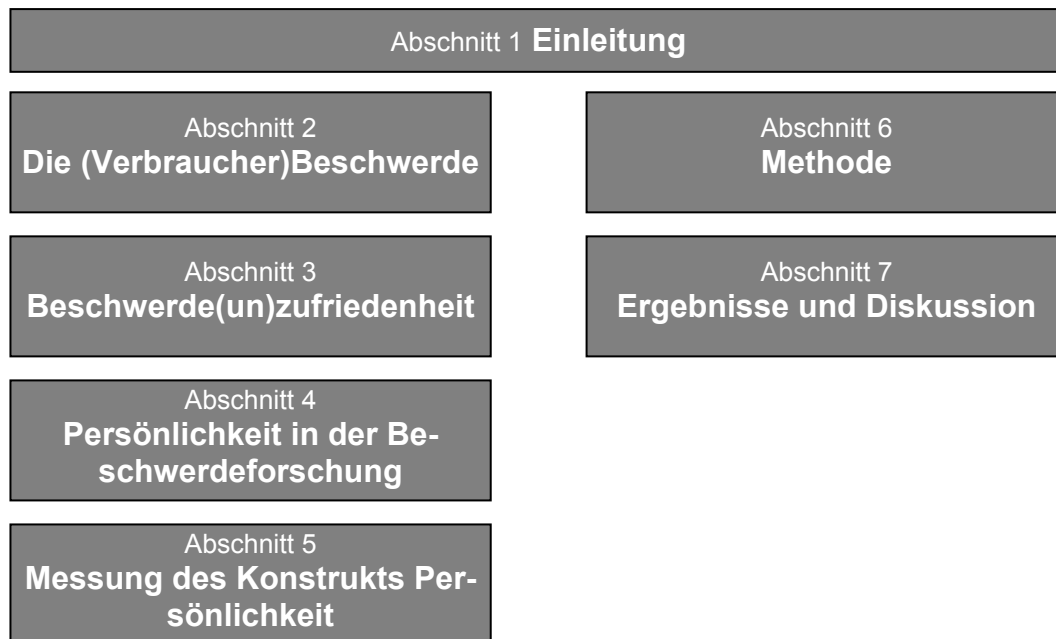 Abschnitt 1 Einleitung
Abschnitt 2
Die (Verbraucher)Beschwerde
Abschnitt 3
Beschwerde(un)zufriedenheit
Abschnitt 4
Persönlichkeit in der Be-
schwerdeforschung
Abschnitt 5
Messung des Konstrukts Per-
sönlichkeit
Abschnitt 6
Methode
Abschnitt 7
Ergebnisse und Diskussion